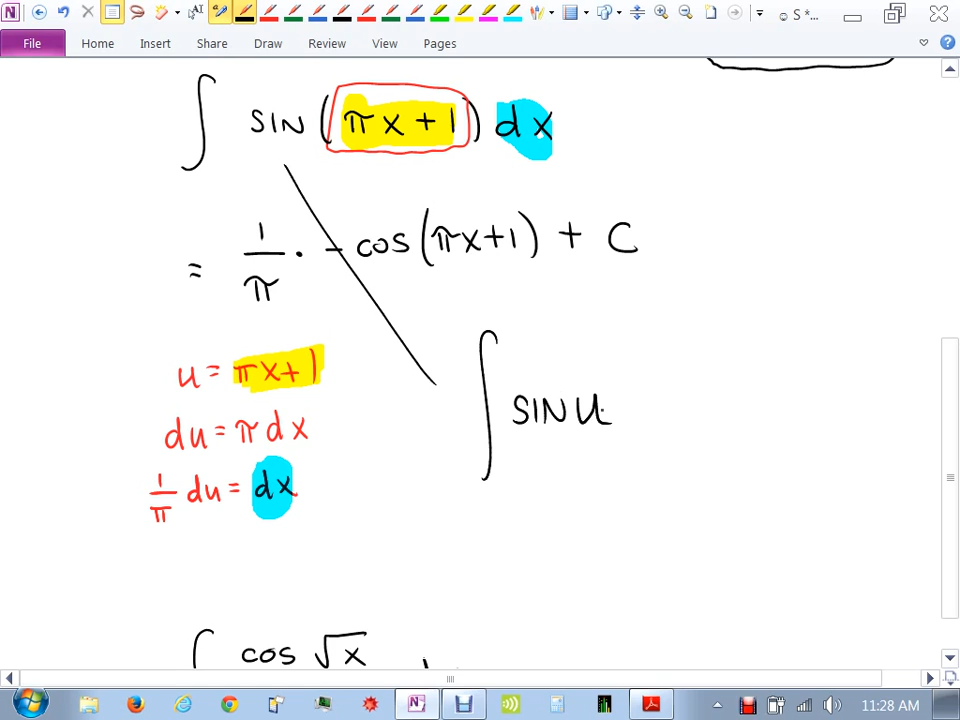 S *...
File Home Insert Share Draw Review View Pages
∫ SIN (πx + 1) dx
= 1/π · - cos(πx+1) + C
u = πx+1
du = π dx
1/π du = dx
∫ SIN U
∫ cos √x
11:28 AM